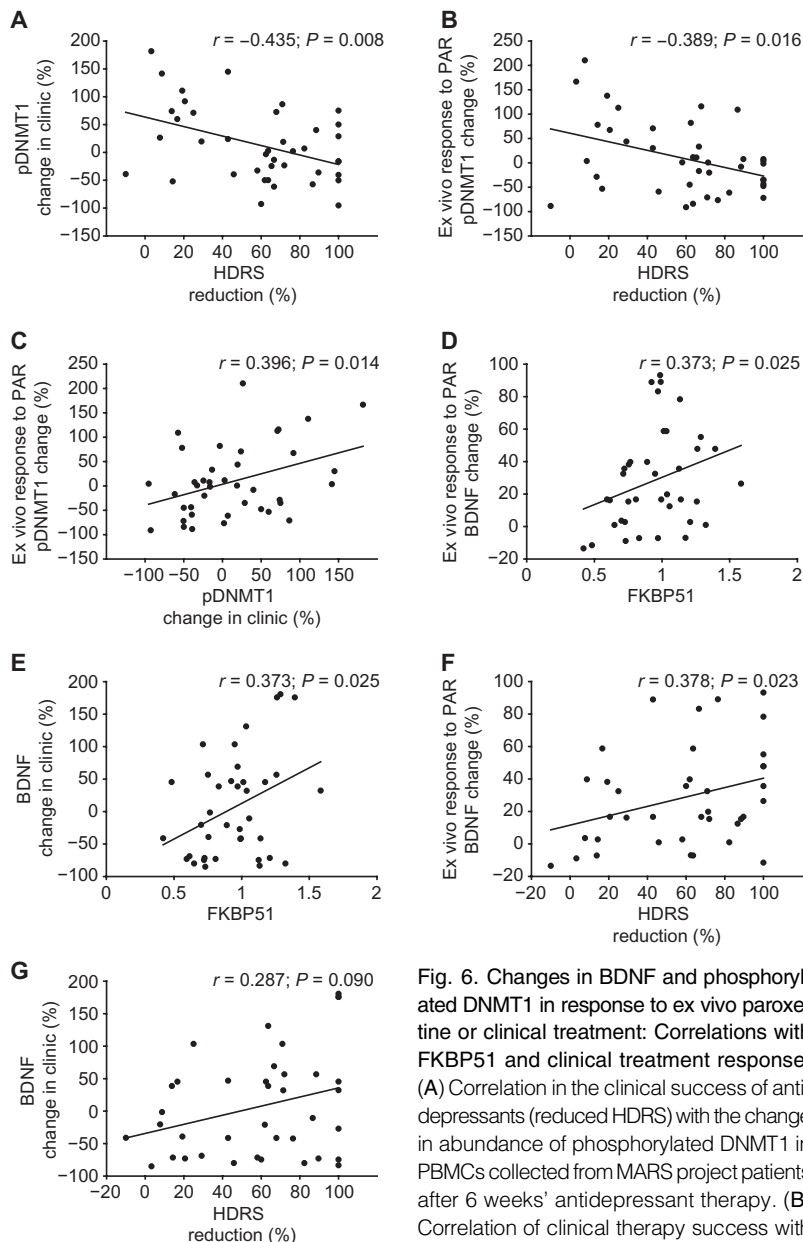 A
r = −0.435; P = 0.008
pDNMT1
change in clinic (%)
200
150
100
50
0
−50
−100
−150
0 20 40 60 80 100
HDRS
reduction (%)
B
r = −0.389; P = 0.016
Ex vivo response to PAR
pDNMT1 change (%)
250
200
150
100
50
0
−50
−100
−150
0 20 40 60 80 100
HDRS
reduction (%)
C
r = 0.396; P = 0.014
Ex vivo response to PAR
pDNMT1 change (%)
250
200
150
100
50
0
−50
−100
−150
−100 −50 0 50 100 150
pDNMT1
change in clinic (%)
D
r = 0.373; P = 0.025
Ex vivo response to PAR
BDNF change (%)
100
80
60
40
20
0
−20
0 0.5 1 1.5 2
FKBP51
E
r = 0.373; P = 0.025
BDNF
change in clinic (%)
200
150
100
50
0
−50
−100
0 0.5 1 1.5 2
FKBP51
F
r = 0.378; P = 0.023
Ex vivo response to PAR
BDNF change (%)
100
80
60
40
20
0
−20
−20 0 20 40 60 80 100
HDRS
reduction (%)
G
r = 0.287; P = 0.090
BDNF
change in clinic (%)
200
150
100
50
0
−50
−100
0 20 40 60 80 100
HDRS
reduction (%)
Fig. 6. Changes in BDNF and phosphoryl
ated DNMT1 in response to ex vivo paroxe
tine or clinical treatment: Correlations with
FKBP51 and clinical treatment response
(A) Correlation in the clinical success of anti
depressants (reduced HDRS) with the change
in abundance of phosphorylated DNMT1 in
PBMCs collected from MARS project patients
after 6 weeks' antidepressant therapy. (B
Correlation of clinical therapy success with